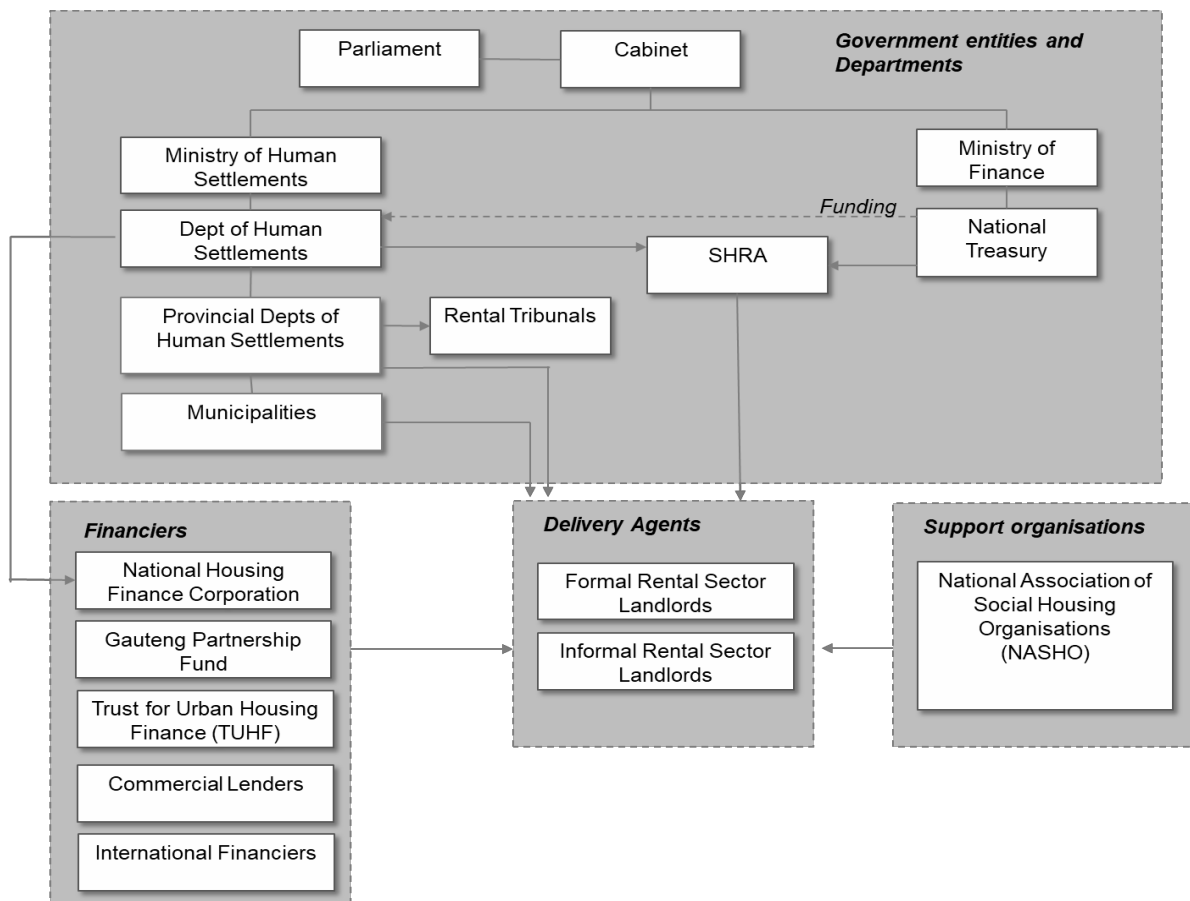 Government entities and
Departments
Parliament
Cabinet
Ministry of Human
Settlements
Ministry of
Finance
Funding
Dept of Human
Settlements
SHRA
National
Treasury
Provincial Depts of
Human Settlements
Rental Tribunals
Municipalities
Financiers
National Housing
Finance Corporation
Gauteng Partnership
Fund
Trust for Urban Housing
Finance (TUHF)
Commercial Lenders
International Financiers
Delivery Agents
Formal Rental Sector
Landlords
Informal Rental Sector
Landlords
Support organisations
National Association of
Social Housing
Organisations
(NASHO)